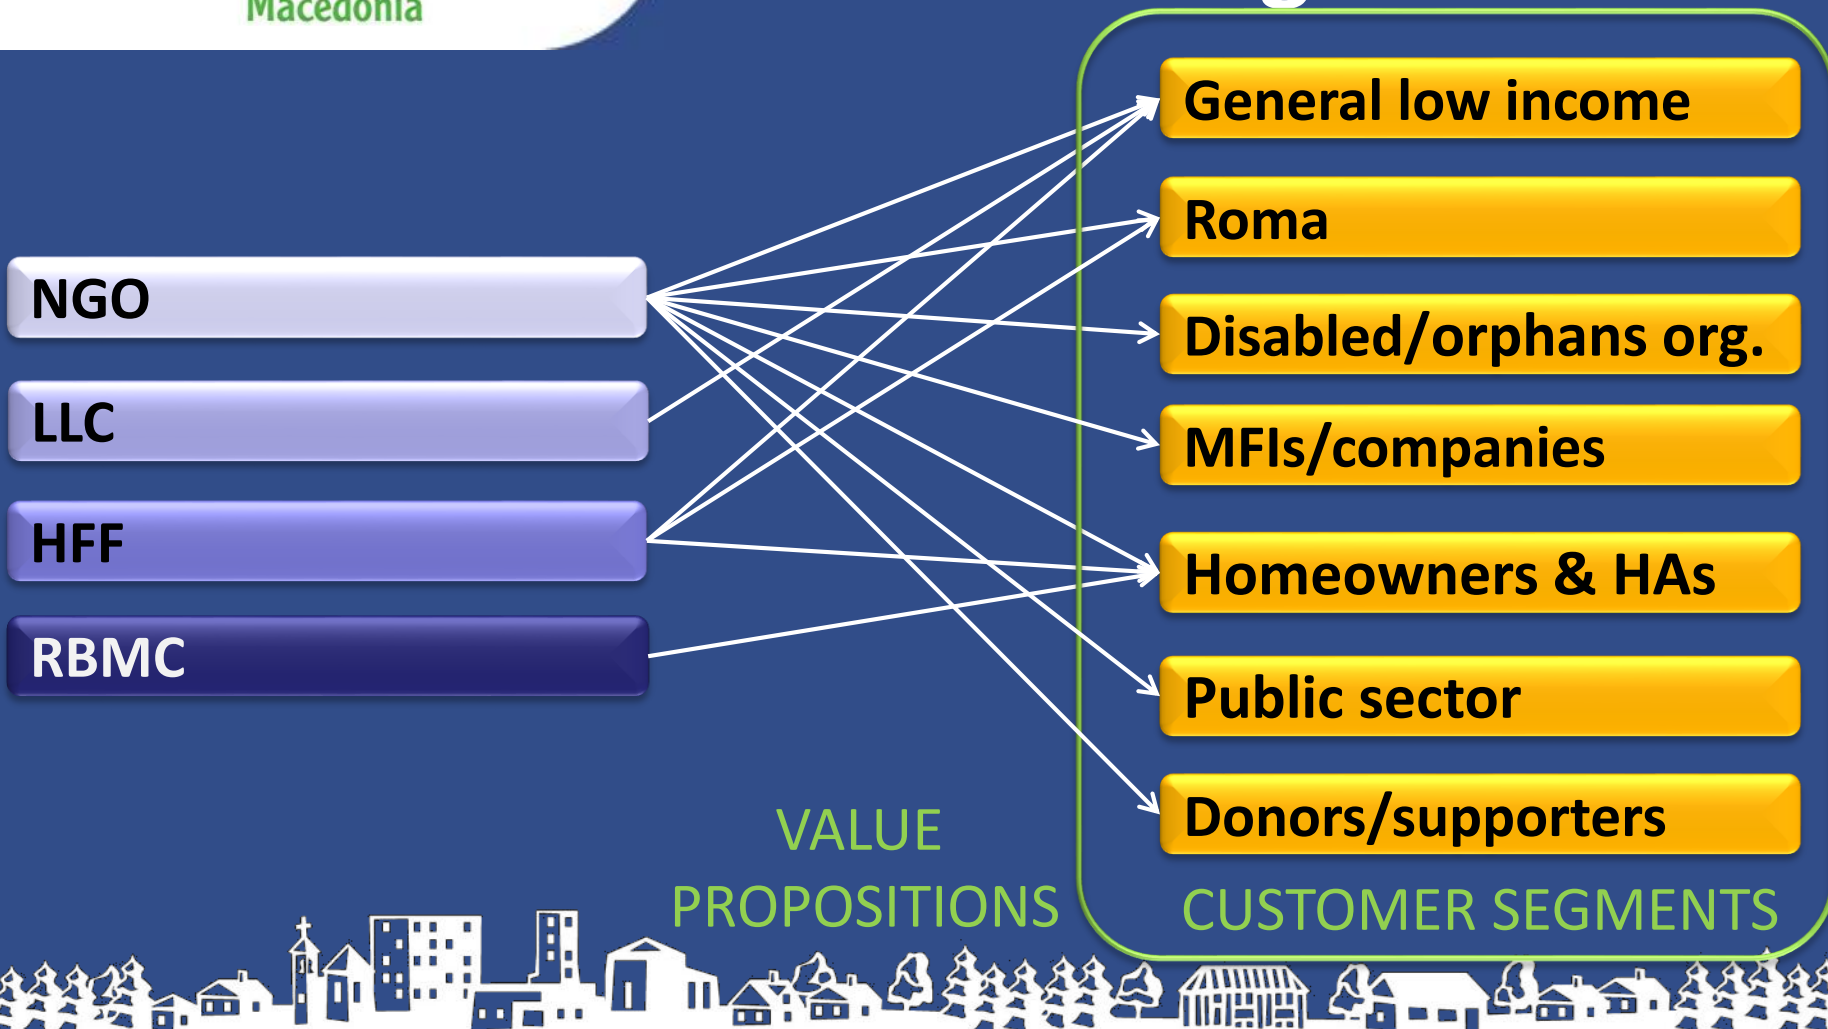 Macedonia
General low income
Roma
NGO
Disabled/orphans org.
LLC
MFIs/companies
HFF
Homeowners & HAs
RBMC
Public sector
Donors/supporters
VALUE
PROPOSITIONS
CUSTOMER SEGMENTS